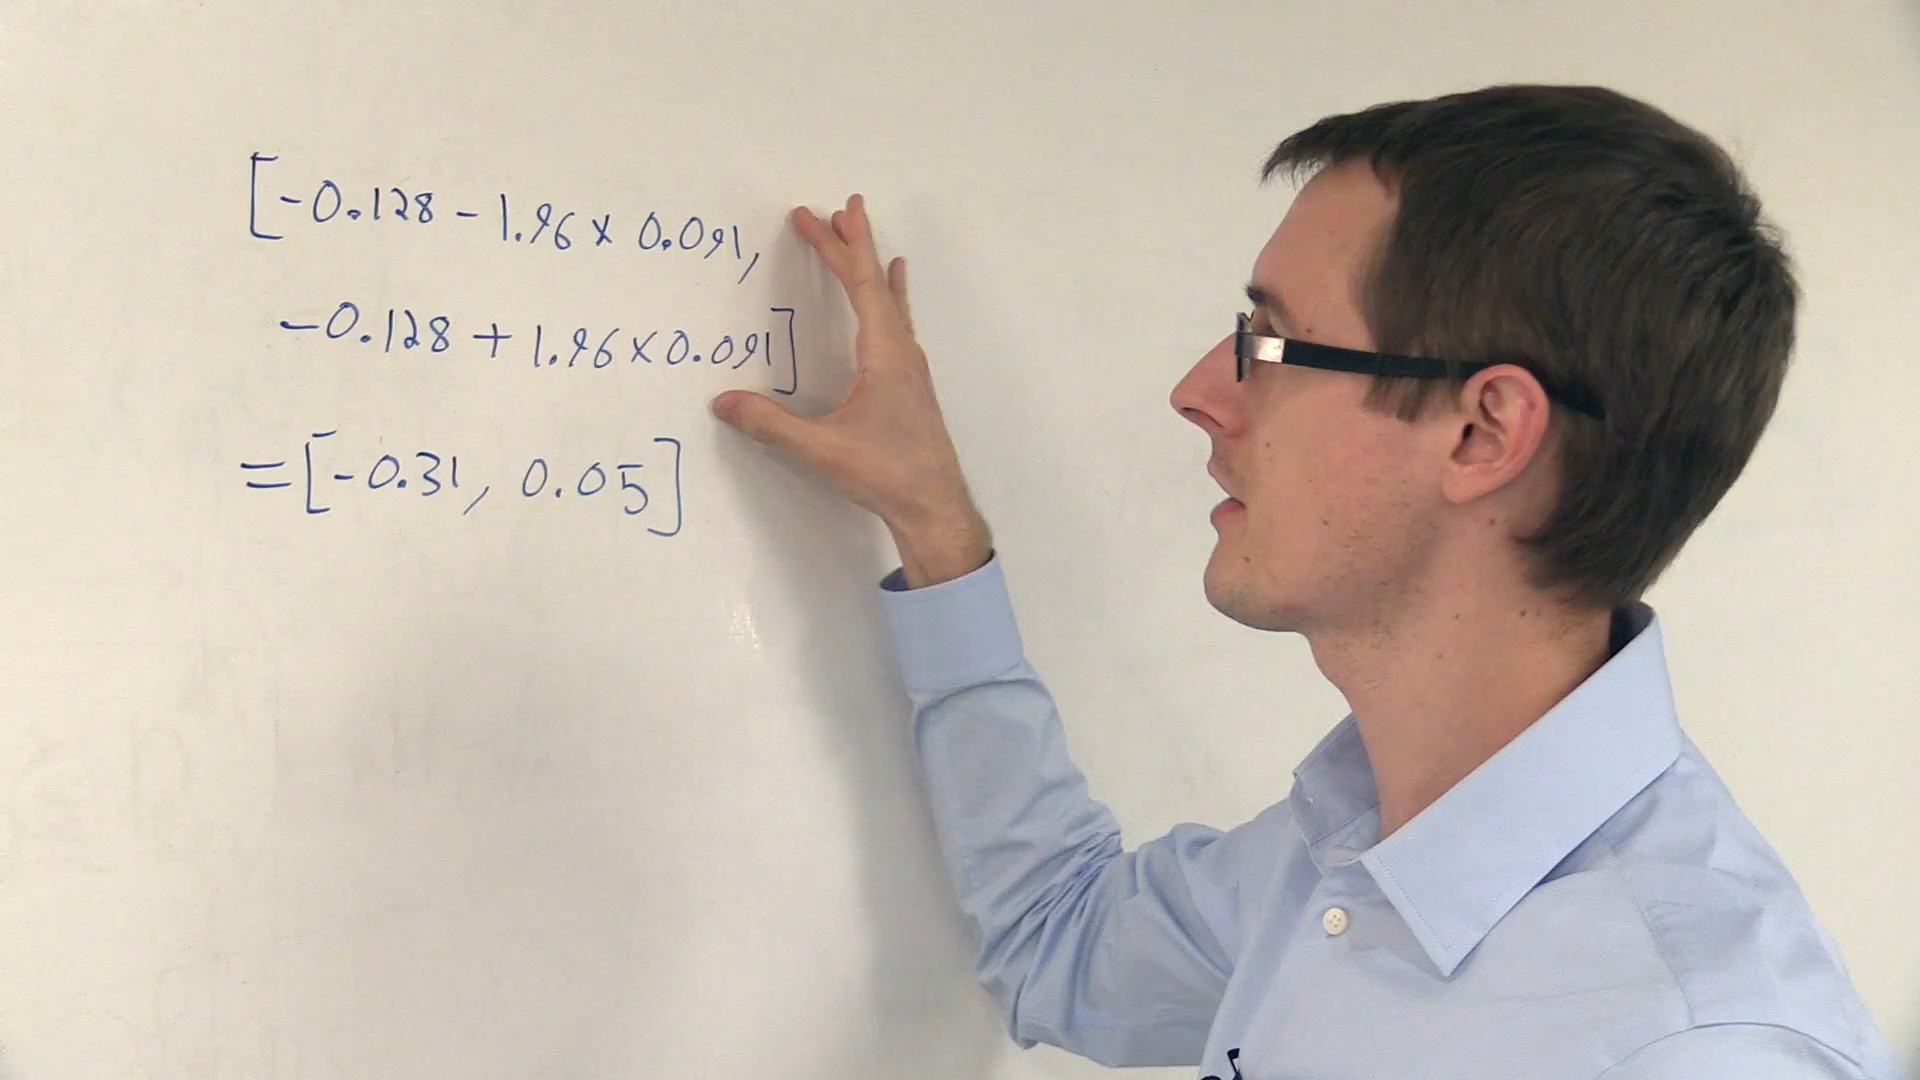 [-0.128 - 1.96 × 0.091,
-0.128 + 1.96 × 0.091]
= [-0.31, 0.05]